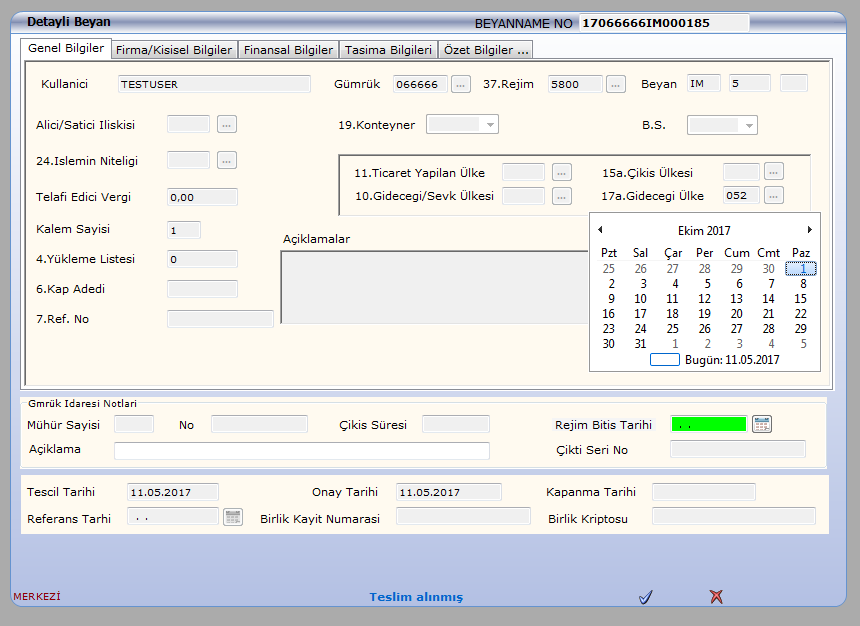 Detayli Beyan
BEYANNAME NO 17066666IM000185
Genel Bilgiler Firma/Kisisel Bilgiler Finansal Bilgiler Tasima Bilgileri Özet Bilgiler ...
Kullanici TESTUSER Gümrük 066666 ... 37.Rejim 5800 ... Beyan IM 5
Alici/Satici Iliskisi ... 19.Konteyner B.S.
24.Islemin Niteligi ...
11.Ticaret Yapilan Ülke ... 15a.Çikis Ülkesi ...
10.Gidecegi/Sevk Ülkesi ... 17a.Gidecegi Ülke 052 ...
Telafi Edici Vergi 0,00
Kalem Sayisi 1
4.Yükleme Listesi 0
6.Kap Adedi
7.Ref. No
Açiklamalar
Ekim 2017
Pzt Sal Çar Per Cum Cmt Paz
25 26 27 28 29 30 1
2 3 4 5 6 7 8
9 10 11 12 13 14 15
16 17 18 19 20 21 22
23 24 25 26 27 28 29
30 31 1 2 3 4 5
Bugün: 11.05.2017
Gmrük Idaresi Notlari
Mühür Sayisi No Çikis Süresi Rejim Bitis Tarihi . .
Açiklama Çikti Seri No
Tescil Tarihi 11.05.2017 Onay Tarihi 11.05.2017 Kapanma Tarihi
Referans Tarhi . . Birlik Kayit Numarasi Birlik Kriptosu
MERKEZİ Teslim alınmış